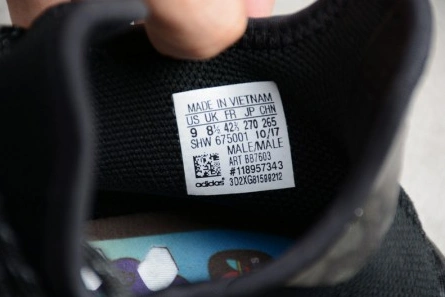 MADE IN VIETNAM
US UK FR JP CHN
9 8½ 42⅔ 270 265
SHW 675001 10/17
MALE/MALE
ART BB7603
#118957343
adidas 3D2XG81598212